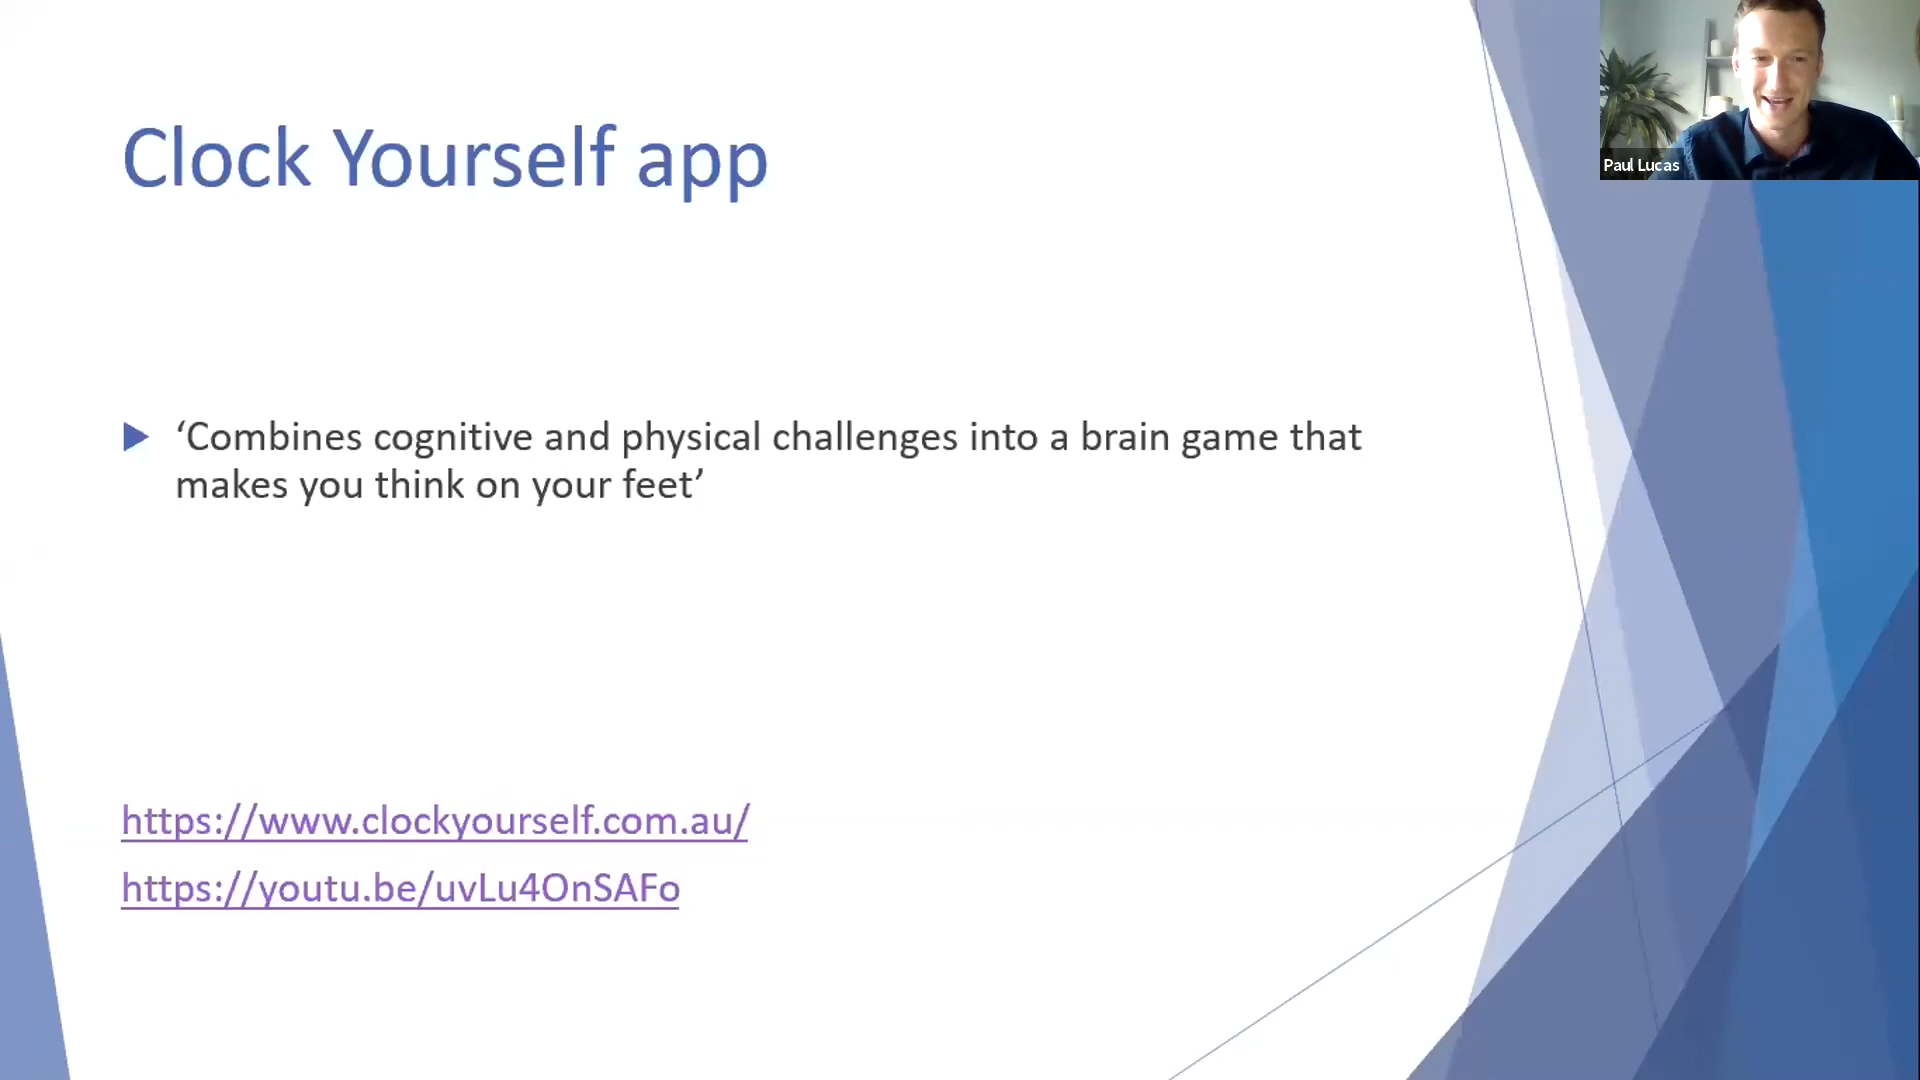 Clock Yourself app
Paul Lucas
‘Combines cognitive and physical challenges into a brain game that
makes you think on your feet’
https://www.clockyourself.com.au/
https://youtu.be/uvLu4OnSAFo